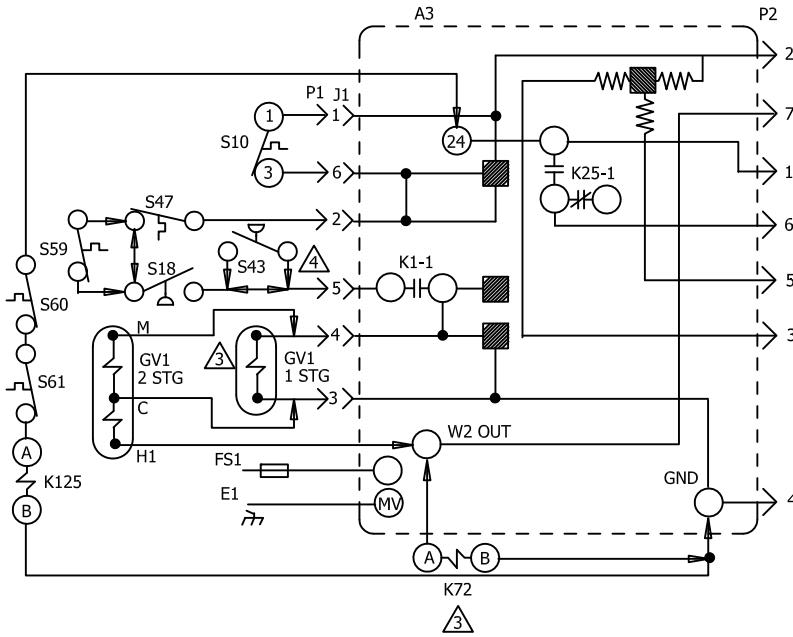 A3
P2
2
P1 J1
1
1
S10
24
7
3
6
1
K25-1
S47
2
6
S59
S43
4
S18
K1-1
5
5
S60
M
4
3
GV1
2 STG
3
GV1
1 STG
S61
C
3
H1
W2 OUT
A
FS1
GND
K125
E1
MV
4
B
A
B
K72
3